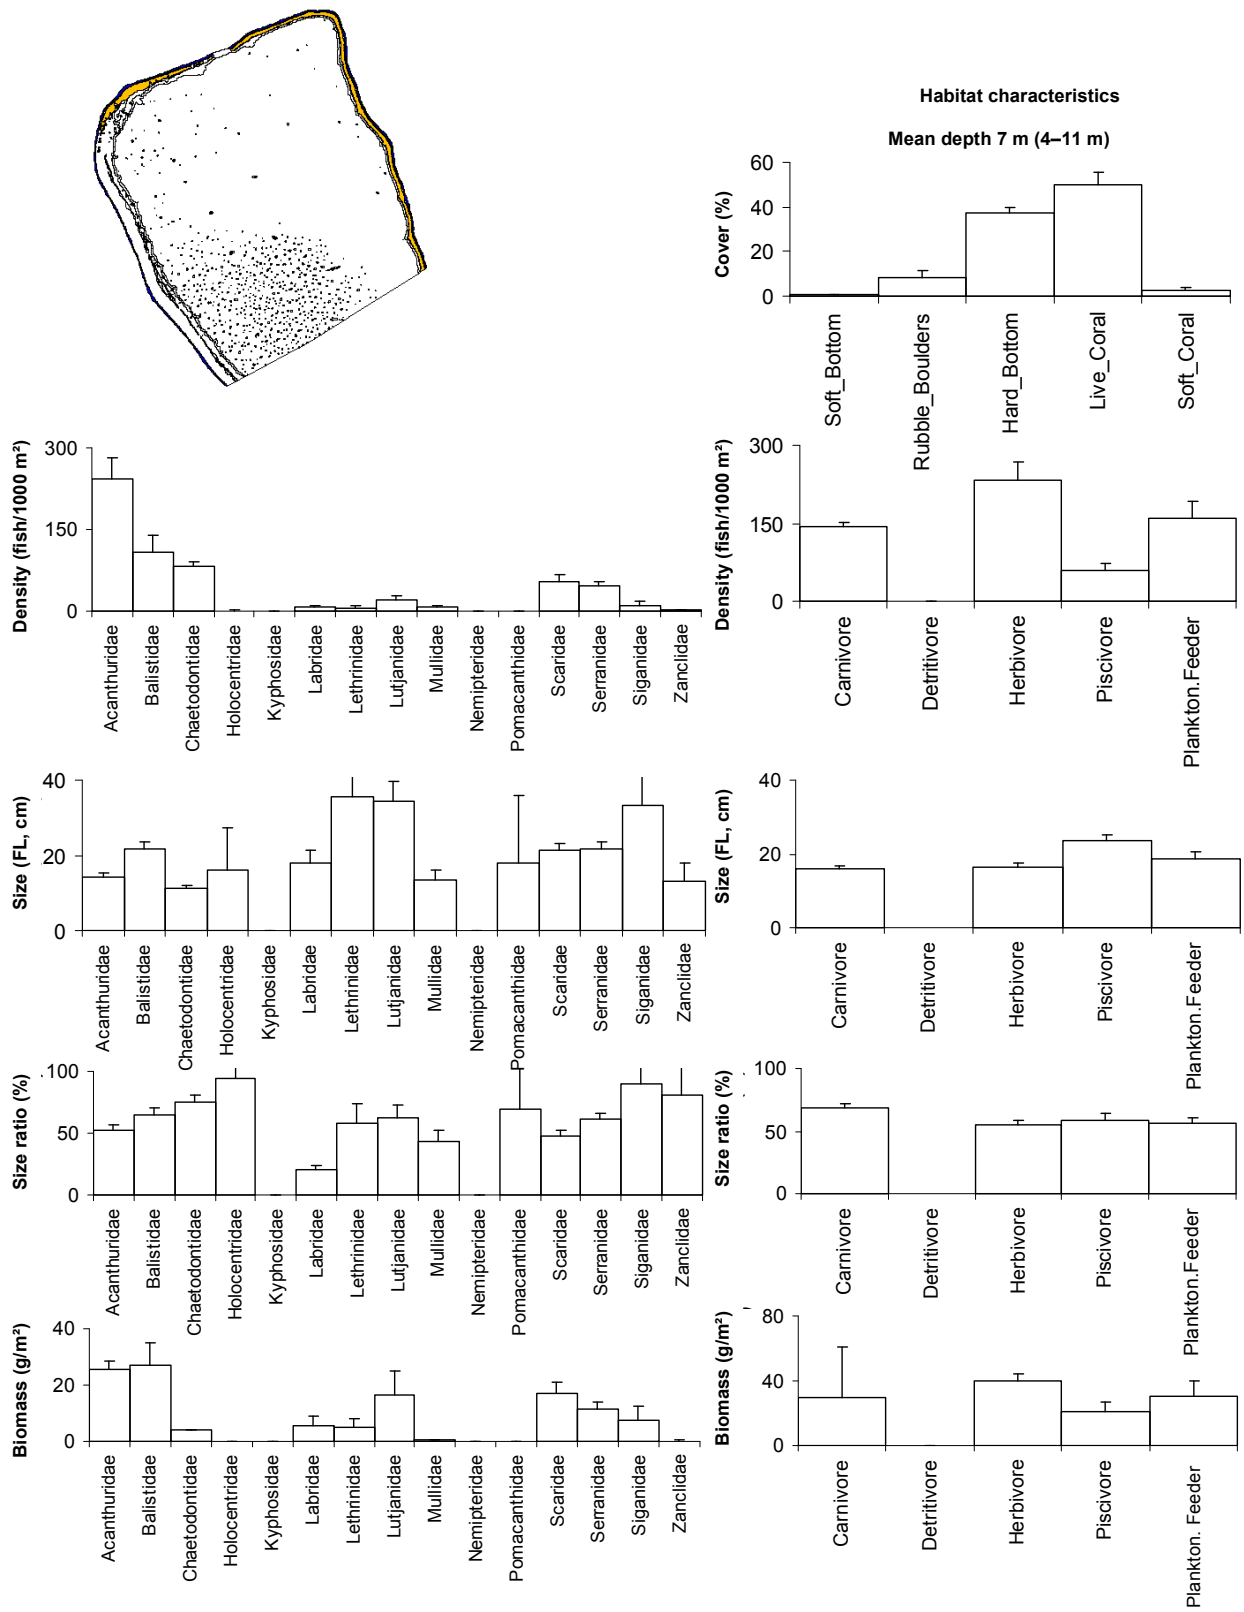 Habitat characteristics
Mean depth 7 m (4–11 m)
Cover (%)
60
40
20
0
Soft_Bottom
Rubble_Boulders
Hard_Bottom
Live_Coral
Soft_Coral
Density (fish/1000 m²)
300
150
0
Acanthuridae
Balistidae
Chaetodontidae
Holocentridae
Kyphosidae
Labridae
Lethrinidae
Lutjanidae
Mullidae
Nemipteridae
Pomacanthidae
Scaridae
Serranidae
Siganidae
Zanclidae
Density (fish/1000 m²)
300
150
0
Carnivore
Detritivore
Herbivore
Piscivore
Plankton.Feeder
Size (FL, cm)
40
20
0
Acanthuridae
Balistidae
Chaetodontidae
Holocentridae
Kyphosidae
Labridae
Lethrinidae
Lutjanidae
Mullidae
Nemipteridae
Pomacanthidae
Scaridae
Serranidae
Siganidae
Zanclidae
Size (FL, cm)
40
20
0
Carnivore
Detritivore
Herbivore
Piscivore
Plankton.Feeder
Size ratio (%)
100
50
0
Acanthuridae
Balistidae
Chaetodontidae
Holocentridae
Kyphosidae
Labridae
Lethrinidae
Lutjanidae
Mullidae
Nemipteridae
Pomacanthidae
Scaridae
Serranidae
Siganidae
Zanclidae
Size ratio (%)
100
50
0
Carnivore
Detritivore
Herbivore
Piscivore
Plankton.Feeder
Biomass (g/m²)
40
20
0
Acanthuridae
Balistidae
Chaetodontidae
Holocentridae
Kyphosidae
Labridae
Lethrinidae
Lutjanidae
Mullidae
Nemipteridae
Pomacanthidae
Scaridae
Serranidae
Siganidae
Zanclidae
Biomass (g/m²)
80
40
0
Carnivore
Detritivore
Herbivore
Piscivore
Plankton. Feeder